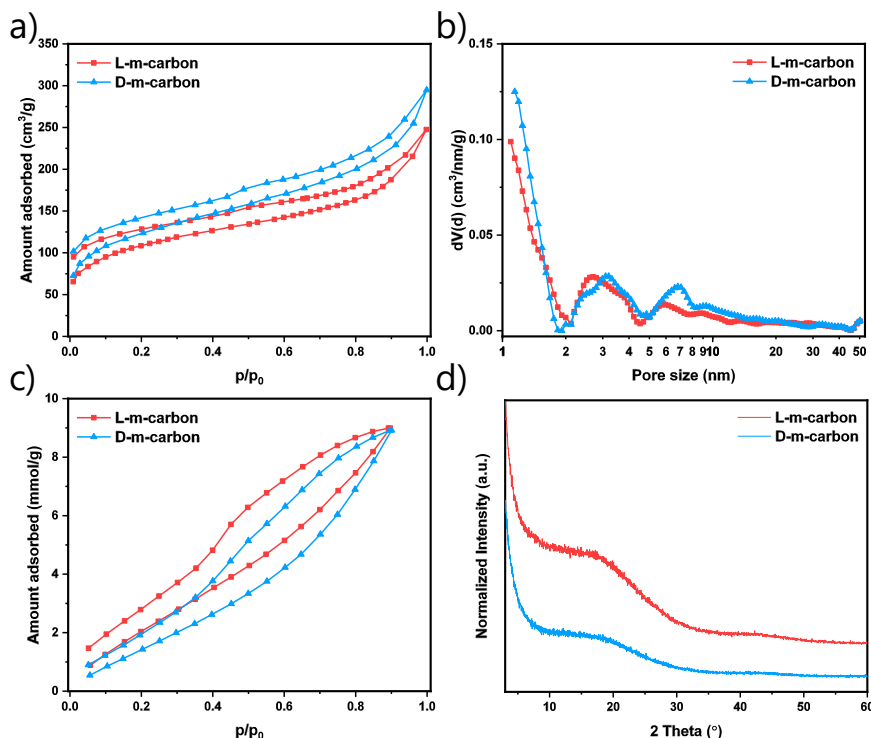 a)
Amount adsorbed (cm³/g)
350
300
250
200
150
100
50
0
L-m-carbon
D-m-carbon
0.0 0.2 0.4 0.6 0.8 1.0
p/p₀
b)
dV(d) (cm³/nm/g)
0.15
0.10
0.05
0.00
L-m-carbon
D-m-carbon
1 2 3 4 5 6 7 8 9 10 20 30 40 50
Pore size (nm)
c)
Amount adsorbed (mmol/g)
10
8
6
4
2
0
L-m-carbon
D-m-carbon
0.0 0.2 0.4 0.6 0.8 1.0
p/p₀
d)
Normalized Intensity (a.u.)
L-m-carbon
D-m-carbon
10 20 30 40 50 60
2 Theta (°)